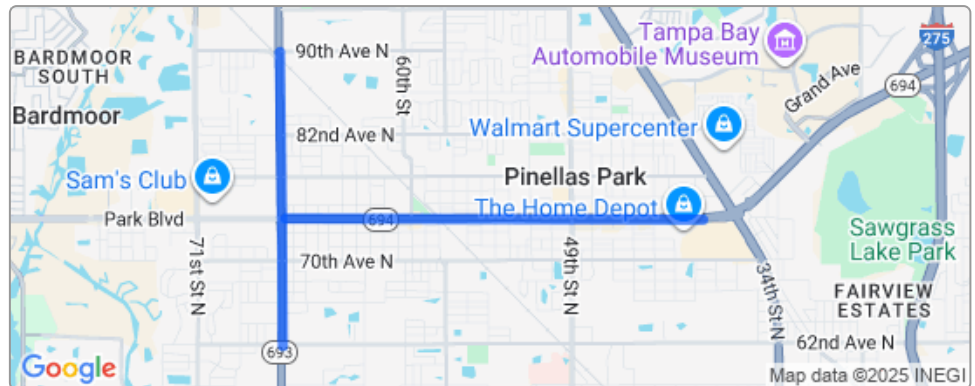 Tampa Bay
Automobile Museum
275
BARDMOOR
SOUTH
90th Ave N
60th St
Grand Ave
694
Bardmoor
82nd Ave N
Walmart Supercenter
Sam's Club
Pinellas Park
The Home Depot
Park Blvd
694
Sawgrass
Lake Park
71st St N
70th Ave N
49th St N
34th St N
FAIRVIEW
ESTATES
693
62nd Ave N
Google
Map data ©2025 INEGI